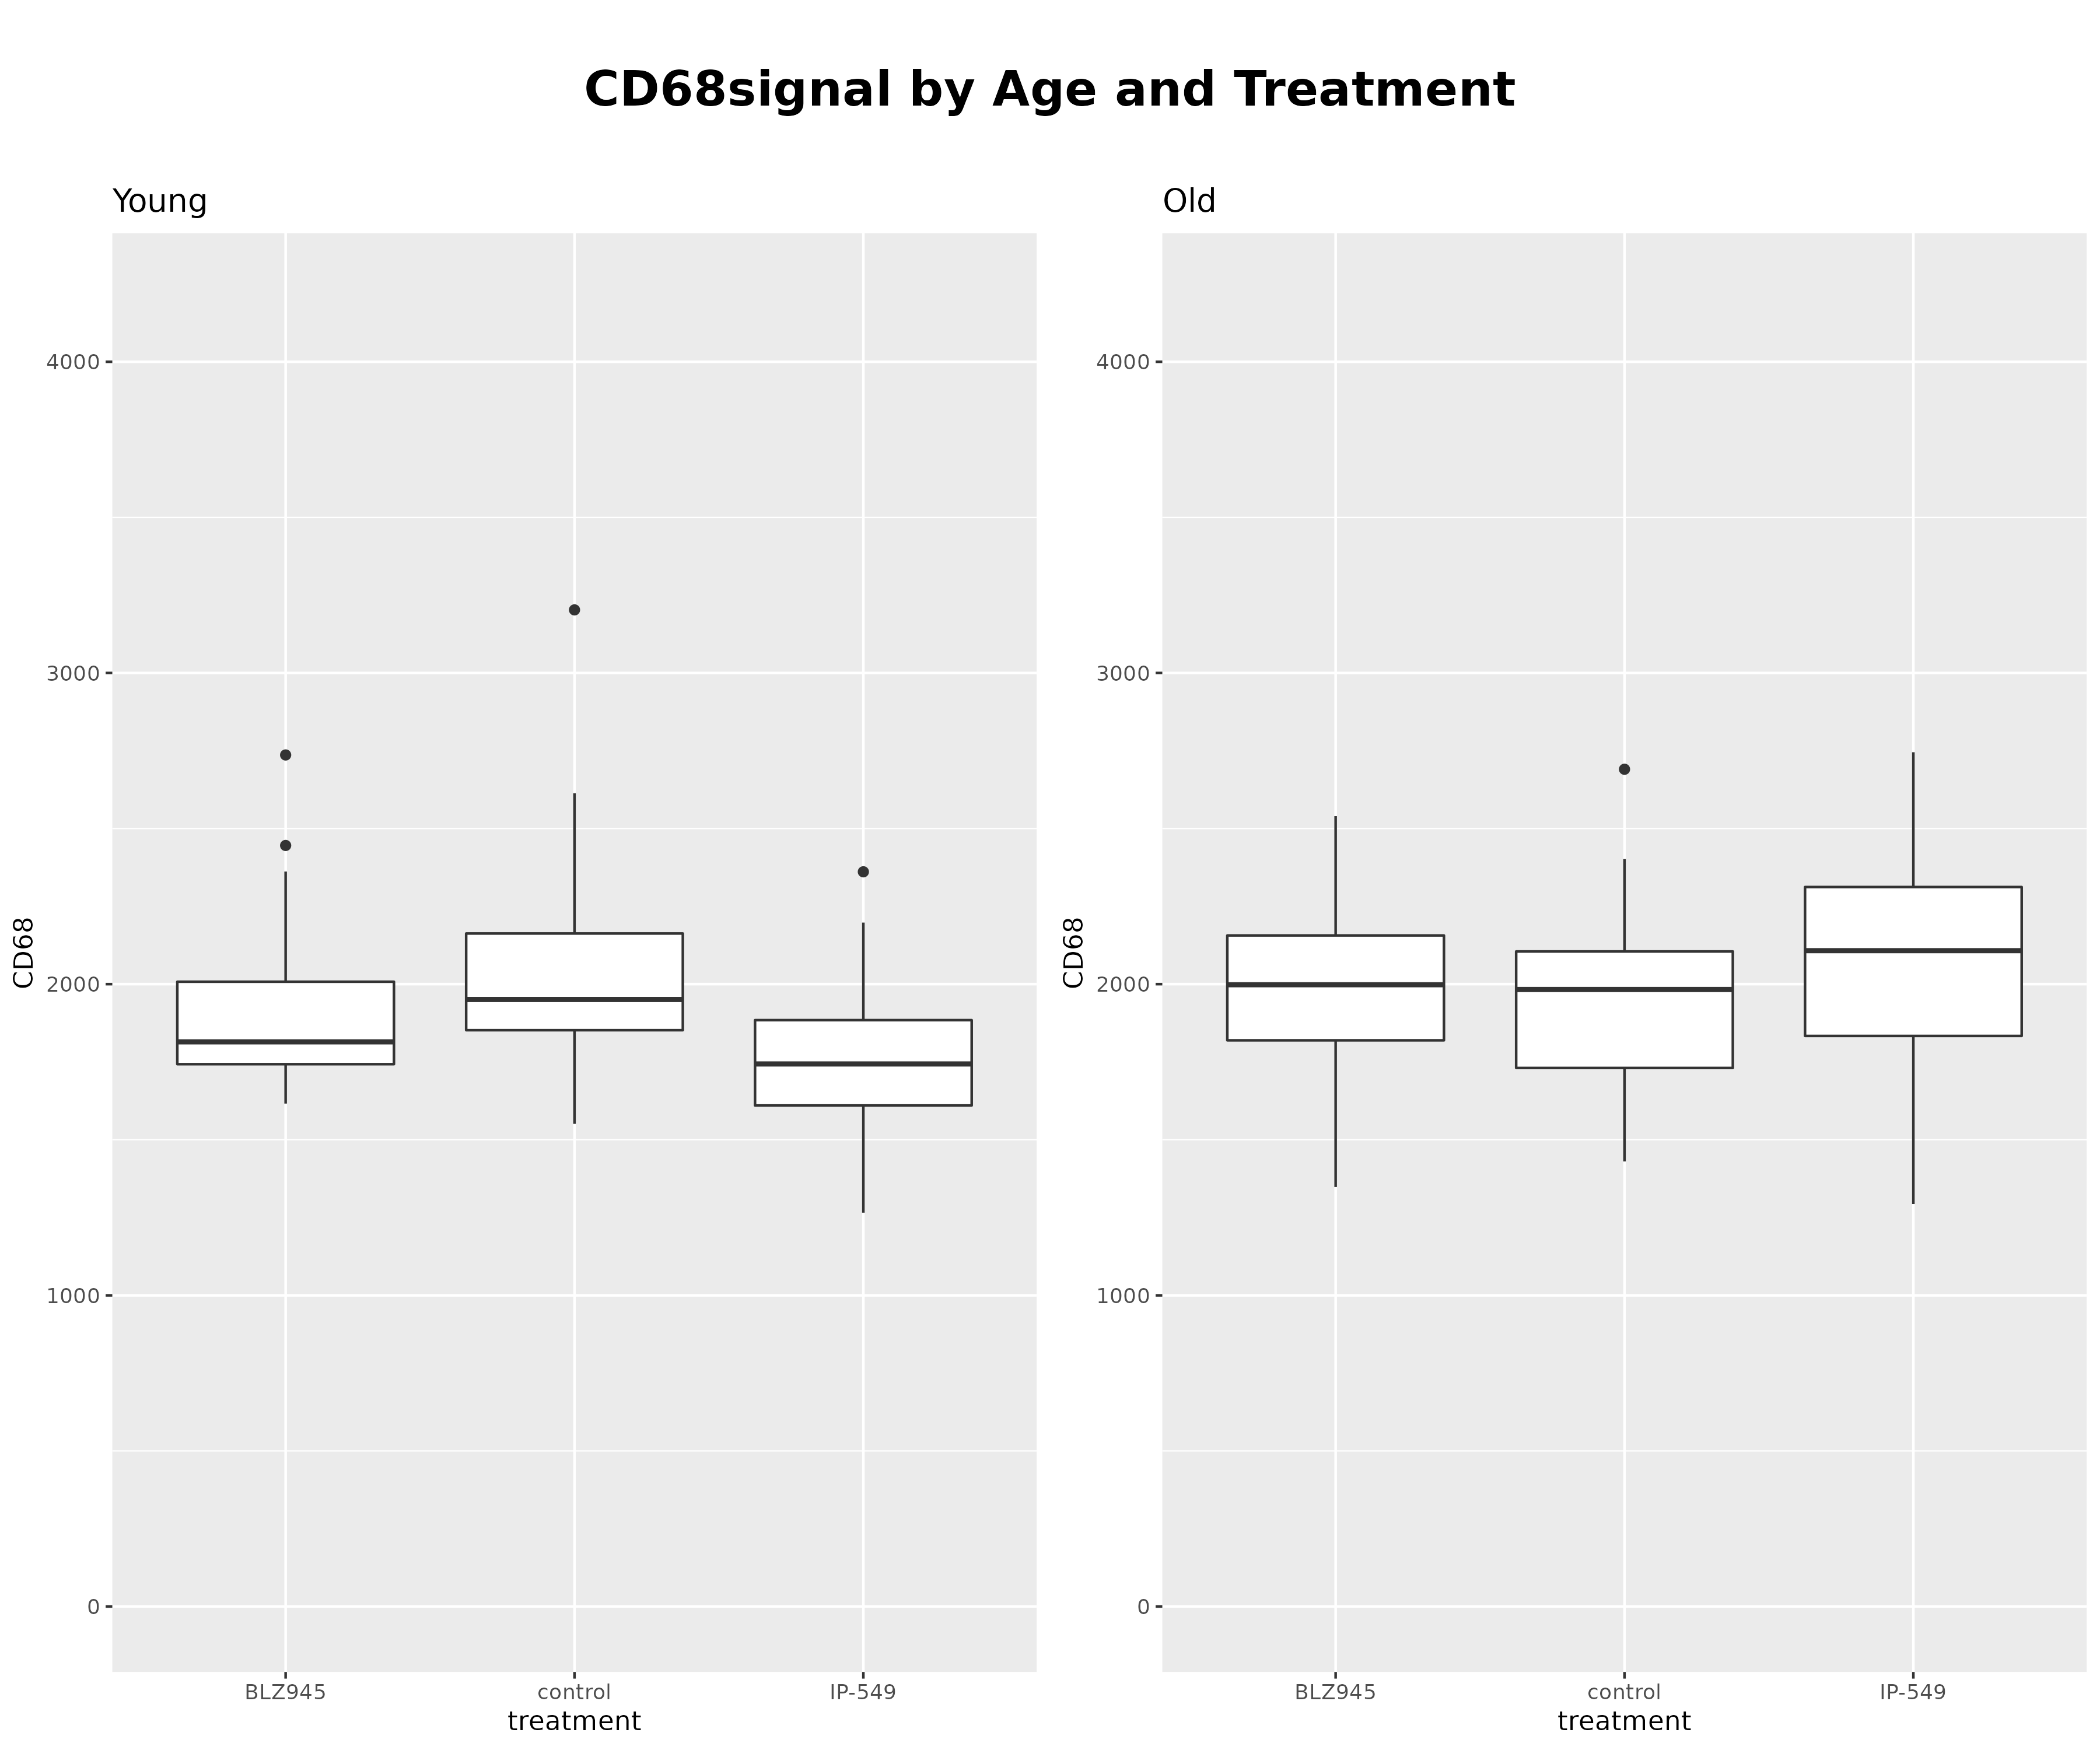 CD68signal by Age and Treatment
Young
4000
3000
2000
1000
0
CD68
BLZ945 control IP-549
treatment
Old
4000
3000
2000
1000
0
CD68
BLZ945 control IP-549
treatment